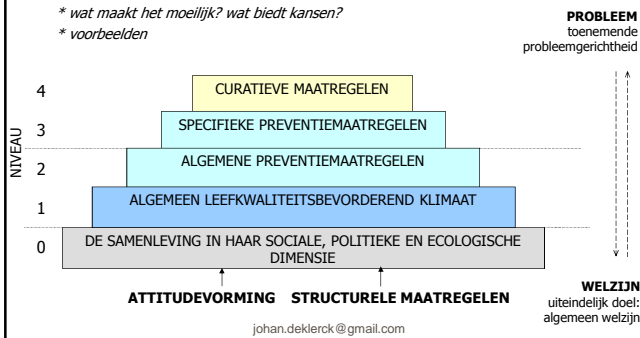 * wat maakt het moeilijk? wat biedt kansen?
* voorbeelden
PROBLEEM
toenemende
probleemgerichtheid
NIVEAU
4
CURATIEVE MAATREGELEN
3
SPECIFIEKE PREVENTIEMAATREGELEN
2
ALGEMENE PREVENTIEMAATREGELEN
1
ALGEMEEN LEEFKWALITEITSBEVORDEREND KLIMAAT
0
DE SAMENLEVING IN HAAR SOCIALE, POLITIEKE EN ECOLOGISCHE
DIMENSIE
ATTITUDEVORMING STRUCTURELE MAATREGELEN
WELZIJN
uiteindelijk doel:
algemeen welzijn
johan.deklerck@gmail.com